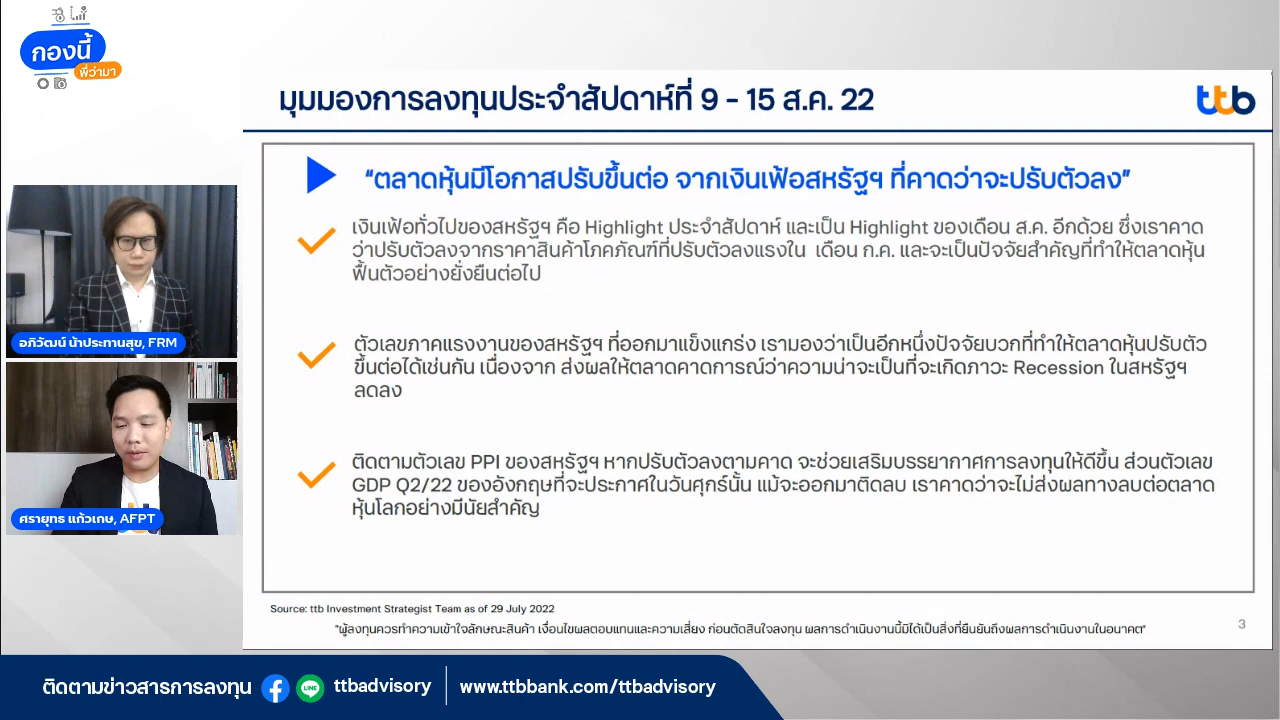 กองนี้
พี่ว่ามา
มุมมองการลงทุนประจำสัปดาห์ที่ 9 - 15 ส.ค. 22
ttb
“ตลาดหุ้นมีโอกาสปรับขึ้นต่อ จากเงินเฟ้อสหรัฐฯ ที่คาดว่าจะปรับตัวลง”
เงินเฟ้อทั่วไปของสหรัฐฯ คือ Highlight ประจำสัปดาห์ และเป็น Highlight ของเดือน ส.ค. อีกด้วย ซึ่งเราคาด
ว่าปรับตัวลงจากราคาสินค้าโภคภัณฑ์ที่ปรับตัวลงแรงใน เดือน ก.ค. และจะเป็นปัจจัยสำคัญที่ทำให้ตลาดหุ้น
ฟื้นตัวอย่างยั่งยืนต่อไป
ตัวเลขภาคแรงงานของสหรัฐฯ ที่ออกมาแข็งแกร่ง เรามองว่าเป็นอีกหนึ่งปัจจัยบวกที่ทำให้ตลาดหุ้นปรับตัว
ขึ้นต่อได้เช่นกัน เนื่องจาก ส่งผลให้ตลาดคาดการณ์ว่าความน่าจะเป็นที่จะเกิดภาวะ Recession ในสหรัฐฯ
ลดลง
ติดตามตัวเลข PPI ของสหรัฐฯ หากปรับตัวลงตามคาด จะช่วยเสริมบรรยากาศการลงทุนให้ดีขึ้น ส่วนตัวเลข
GDP Q2/22 ของอังกฤษที่จะประกาศในวันศุกร์นั้น แม้จะออกมาติดลบ เราคาดว่าจะไม่ส่งผลทางลบต่อตลาด
หุ้นโลกอย่างมีนัยสำคัญ
อภิวัฒน์ น้าประทานสุข, FRM
ศรายุทธ แก้วเกษ, AFPT
Source: ttb Investment Strategist Team as of 29 July 2022
"ผู้ลงทุนควรทำความเข้าใจลักษณะสินค้า เงื่อนไขผลตอบแทนและความเสี่ยง ก่อนตัดสินใจลงทุน ผลการดำเนินงานนี้มิได้เป็นสิ่งที่ยืนยันถึงผลการดำเนินงานในอนาคต"
3
ติดตามข่าวสารการลงทุน LINE ttbadvisory www.ttbbank.com/ttbadvisory